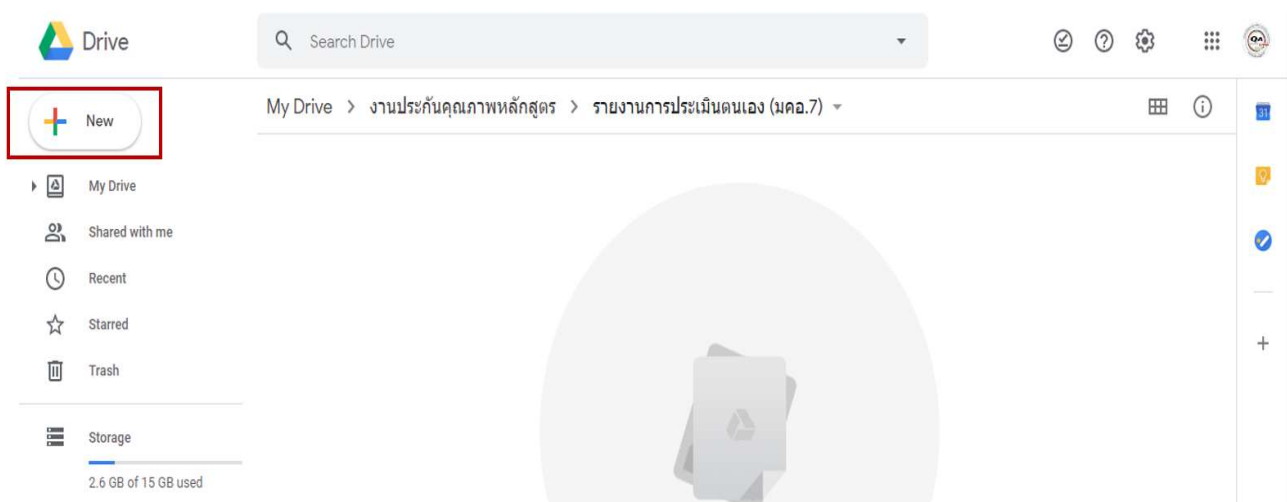 Drive
Search Drive
QA
New
My Drive > งานประกันคุณภาพหลักสูตร > รายงานการประเมินตนเอง (มคอ.7)
31
My Drive
Shared with me
Recent
Starred
Trash
Storage
2.6 GB of 15 GB used